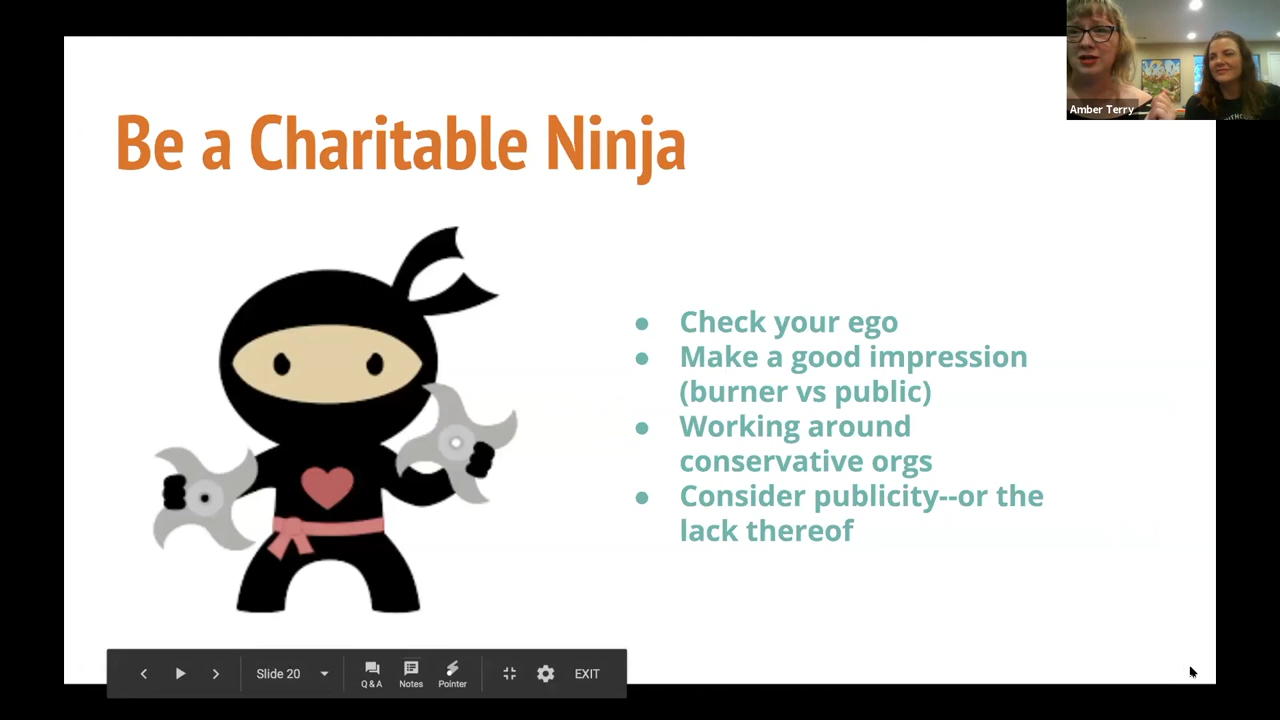 Be a Charitable Ninja
Amber Terry
● Check your ego
● Make a good impression
(burner vs public)
● Working around
conservative orgs
● Consider publicity--or the
lack thereof
Slide 20
Q & A
Notes
Pointer
EXIT